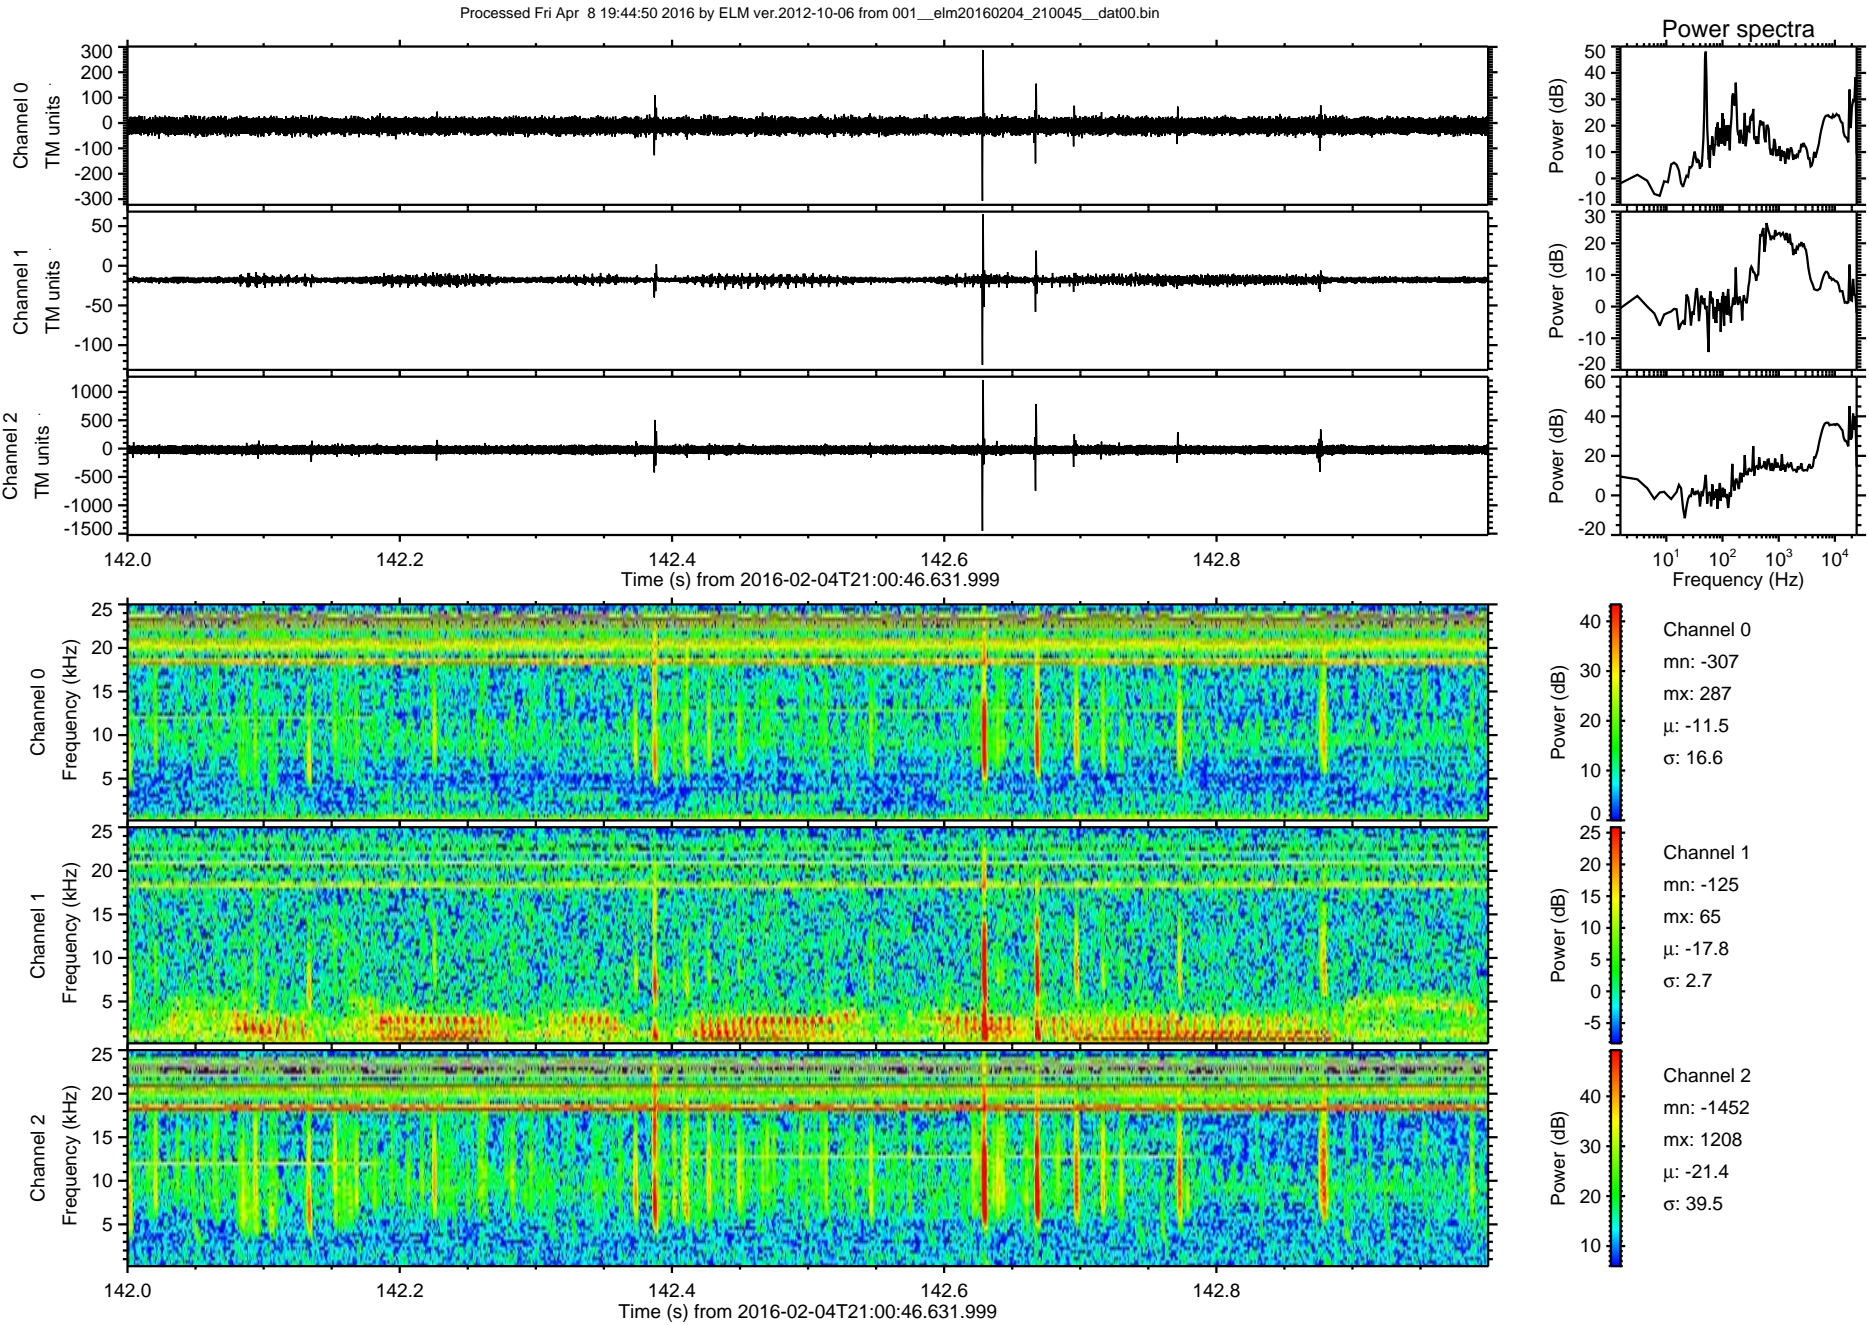 Processed Fri Apr 8 19:44:50 2016 by ELM ver.2012-10-06 from 001__elm20160204_210045__dat00.bin
Power spectra
Channel 0
TM units
300
200
100
0
-100
-200
-300
Power (dB)
50
40
30
20
10
0
-10
Channel 1
TM units
50
0
-50
-100
Power (dB)
30
20
10
0
-10
-20
Channel 2
TM units
1000
500
0
-500
-1000
-1500
Power (dB)
60
40
20
0
-20
142.0 142.2 142.4 142.6 142.8
Time (s) from 2016-02-04T21:00:46.631.999
10^1 10^2 10^3 10^4
Frequency (Hz)
Channel 0
Frequency (kHz)
25
20
15
10
5
Power (dB)
40
30
20
10
0
Channel 0
mn: -307
mx: 287
μ: -11.5
σ: 16.6
Channel 1
Frequency (kHz)
25
20
15
10
5
Power (dB)
25
20
15
10
5
0
-5
Channel 1
mn: -125
mx: 65
μ: -17.8
σ: 2.7
Channel 2
Frequency (kHz)
25
20
15
10
5
Power (dB)
40
30
20
10
Channel 2
mn: -1452
mx: 1208
μ: -21.4
σ: 39.5
142.0 142.2 142.4 142.6 142.8
Time (s) from 2016-02-04T21:00:46.631.999